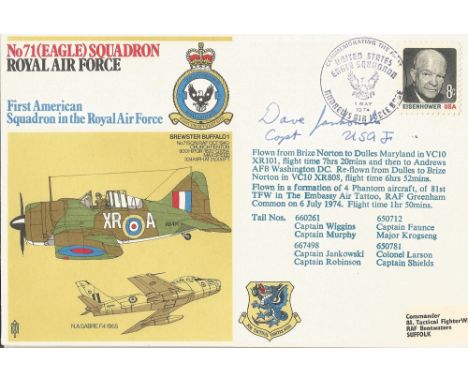 No71(EAGLE) SQUADRON
ROYAL AIR FORCE
First American
Squadron in the Royal Air Force
BREWSTER BUFFALO I
XR A
N.A.SABRE F4 1955
UNITED STATES
EAGLE SQUADRON
1 MAY
1974
8c
EISENHOWER USA
Dave Jankowski
Capt USAF
Flown from Brize Norton to Dulles Maryland in VC10
XR101, flight time 7hrs 20mins and then to Andrews
AFB Washington DC. Re-flown from Dulles to Brize
Norton in VC10 XR808, flight time 6hrs 52mins.
Flown in a formation of 4 Phantom aircraft, of 81st
TFW in The Embassy Air Tattoo, RAF Greenham
Common on 6 July 1974. Flight time 1hr 50mins.
Tail Nos. 660261 650712
Captain Wiggins Captain Faunce
Captain Murphy Major Krogseng
667498 650781
Captain Jankowski Colonel Larson
Captain Robinson Captain Shields
Commander
81, Tactical Fighter W
RAF Bentwaters
SUFFOLK